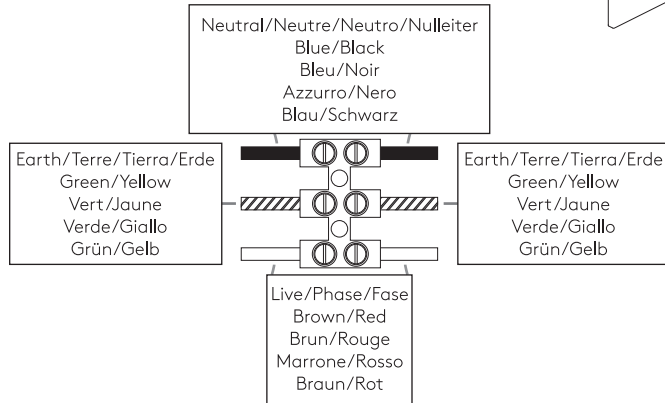 Neutral/Neutre/Neutro/Nulleiter
Blue/Black
Bleu/Noir
Azzurro/Nero
Blau/Schwarz
Earth/Terre/Tierra/Erde
Green/Yellow
Vert/Jaune
Verde/Giallo
Grün/Gelb
Earth/Terre/Tierra/Erde
Green/Yellow
Vert/Jaune
Verde/Giallo
Grün/Gelb
Live/Phase/Fase
Brown/Red
Brun/Rouge
Marrone/Rosso
Braun/Rot